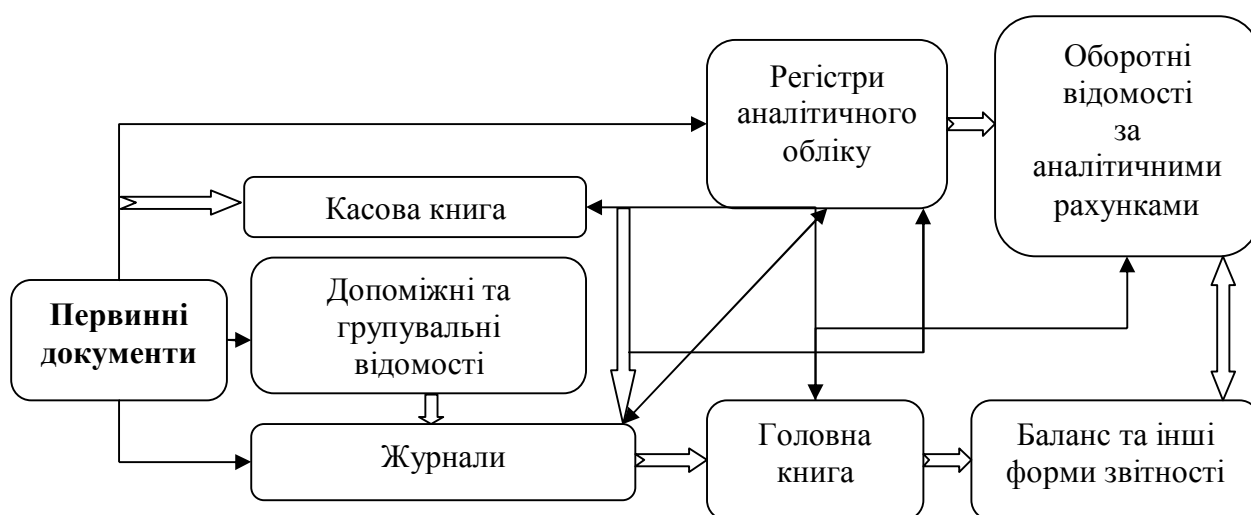 Регістри
аналітичного
обліку
Оборотні
відомості
за
аналітичними
рахунками
Касова книга
Первинні
документи
Допоміжні та
групувальні
відомості
Журнали
Головна
книга
Баланс та інші
форми звітності